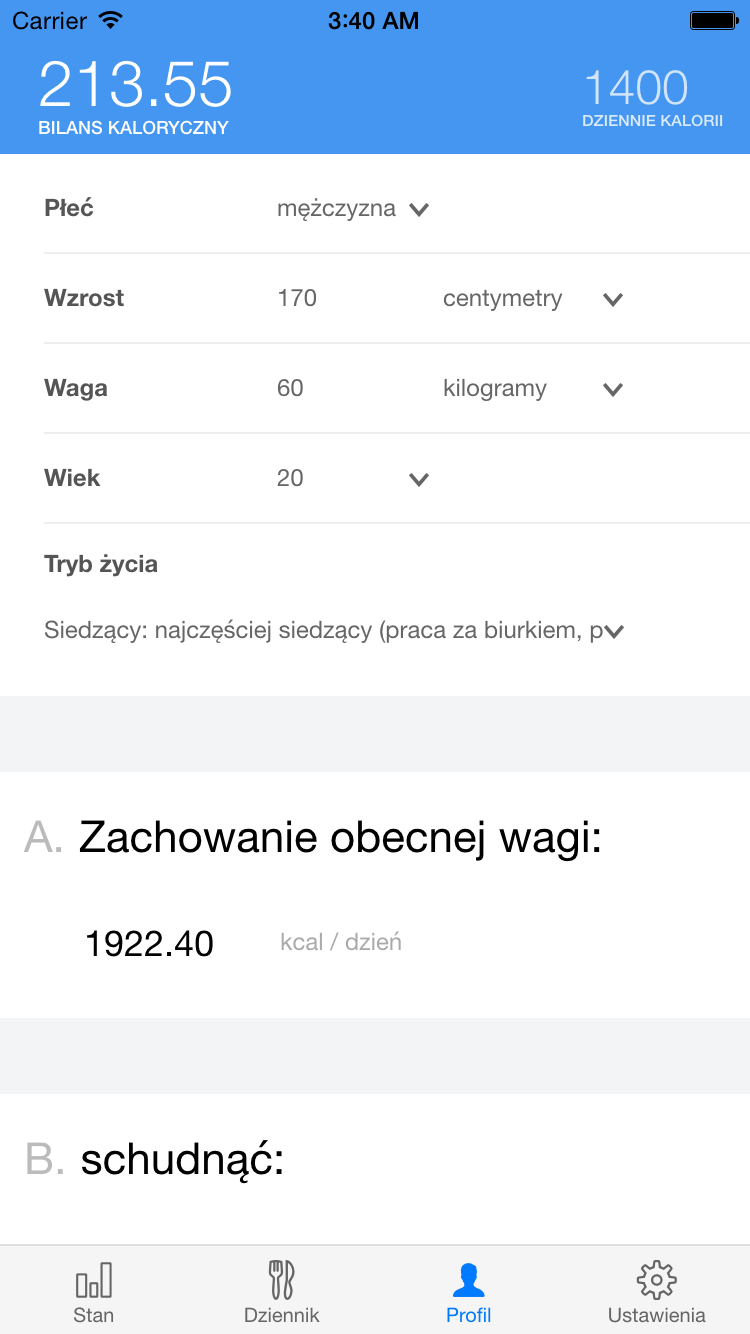 Carrier 3:40 AM
213.55 1400
BILANS KALORYCZNY DZIENNIE KALORII
Płeć mężczyzna
Wzrost 170 centymetry
Waga 60 kilogramy
Wiek 20
Tryb życia
Siedzący: najczęściej siedzący (praca za biurkiem, p
A. Zachowanie obecnej wagi:
1922.40 kcal / dzień
B. schudnąć:
Stan Dziennik Profil Ustawienia